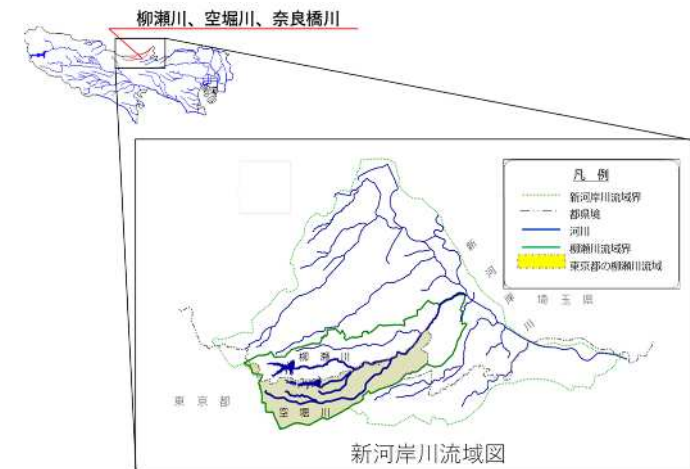 柳瀬川、空堀川、奈良橋川
凡 例
新河岸川流域界
都県境
河川
柳瀬川流域界
東京都の柳瀬川流域
新河岸川
埼玉県
柳瀬川
東京都
空堀川
新河岸川流域図